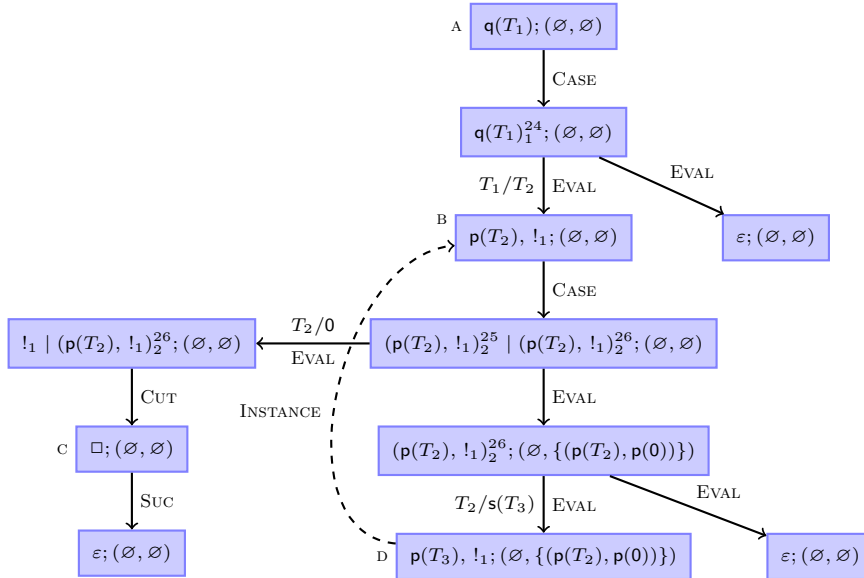 A
q(T₁); (∅, ∅)
CASE
q(T₁)₁²⁴; (∅, ∅)
T₁/T₂ EVAL
EVAL
B
p(T₂), !₁; (∅, ∅)
ε; (∅, ∅)
CASE
!₁ | (p(T₂), !₁)₂²⁶; (∅, ∅)
T₂/0
EVAL
(p(T₂), !₁)₂²⁵ | (p(T₂), !₁)₂²⁶; (∅, ∅)
CUT
INSTANCE
EVAL
C
□; (∅, ∅)
(p(T₂), !₁)₂²⁶; (∅, {(p(T₂), p(0))})
SUC
T₂/s(T₃) EVAL
EVAL
ε; (∅, ∅)
D
p(T₃), !₁; (∅, {(p(T₂), p(0))})
ε; (∅, ∅)